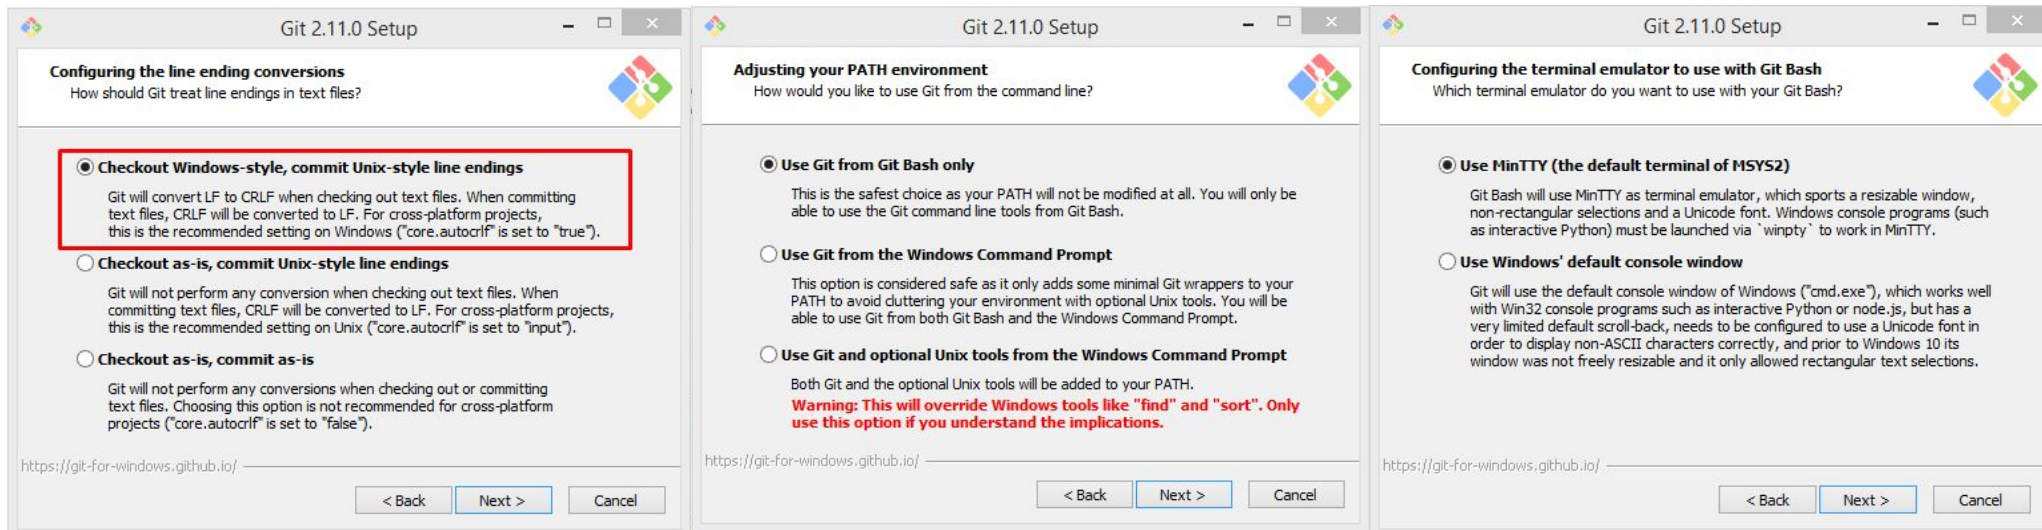 Git 2.11.0 Setup
Configuring the line ending conversions
How should Git treat line endings in text files?
Checkout Windows-style, commit Unix-style line endings
Git will convert LF to CRLF when checking out text files. When committing
text files, CRLF will be converted to LF. For cross-platform projects,
this is the recommended setting on Windows ("core.autocrlf" is set to "true").
Checkout as-is, commit Unix-style line endings
Git will not perform any conversion when checking out text files. When
committing text files, CRLF will be converted to LF. For cross-platform projects,
this is the recommended setting on Unix ("core.autocrlf" is set to "input").
Checkout as-is, commit as-is
Git will not perform any conversions when checking out or committing
text files. Choosing this option is not recommended for cross-platform
projects ("core.autocrlf" is set to "false").
https://git-for-windows.github.io/
< Back
Next >
Cancel
Git 2.11.0 Setup
Adjusting your PATH environment
How would you like to use Git from the command line?
Use Git from Git Bash only
This is the safest choice as your PATH will not be modified at all. You will only be
able to use the Git command line tools from Git Bash.
Use Git from the Windows Command Prompt
This option is considered safe as it only adds some minimal Git wrappers to your
PATH to avoid cluttering your environment with optional Unix tools. You will be
able to use Git from both Git Bash and the Windows Command Prompt.
Use Git and optional Unix tools from the Windows Command Prompt
Both Git and the optional Unix tools will be added to your PATH.
Warning: This will override Windows tools like "find" and "sort". Only
use this option if you understand the implications.
https://git-for-windows.github.io/
< Back
Next >
Cancel
Git 2.11.0 Setup
Configuring the terminal emulator to use with Git Bash
Which terminal emulator do you want to use with your Git Bash?
Use MinTTY (the default terminal of MSYS2)
Git Bash will use MinTTY as terminal emulator, which sports a resizable window,
non-rectangular selections and a Unicode font. Windows console programs (such
as interactive Python) must be launched via `winpty` to work in MinTTY.
Use Windows' default console window
Git will use the default console window of Windows ("cmd.exe"), which works well
with Win32 console programs such as interactive Python or node.js, but has a
very limited default scroll-back, needs to be configured to use a Unicode font in
order to display non-ASCII characters correctly, and prior to Windows 10 its
window was not freely resizable and it only allowed rectangular text selections.
https://git-for-windows.github.io/
< Back
Next >
Cancel